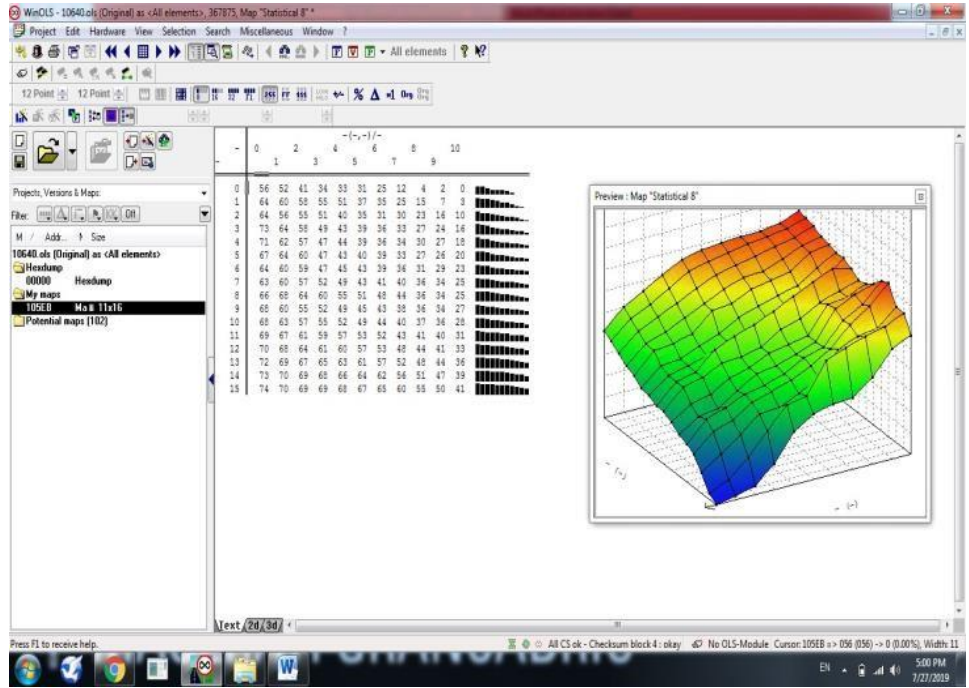 WinOLS - 10640.ols (Original) as <All elements>, 367875, Map "Statistical 8" *
Project Edit Hardware View Selection Search Miscellaneous Window ?
All elements
12 Point 12 Point
Projects, Versions & Maps:
Filter: Off
M / Add... Size
10640.ols (Original) as <All elements>
Hexdump
00000 Hexdump
My maps
105EB 11x16
Potential maps (102)
- (-,-)/-
- 0 2 4 6 8 10
- 1 3 5 7 9
0 56 52 41 34 33 31 25 12 4 2 0
1 64 60 58 55 51 37 35 25 15 7 3
2 64 56 55 51 40 35 31 30 23 16 10
3 73 64 58 49 43 39 36 33 27 24 16
4 71 62 57 47 44 39 36 34 30 27 18
5 67 64 60 47 43 40 39 33 27 26 20
6 64 60 59 47 45 43 39 36 31 29 23
7 63 60 57 52 49 43 41 40 36 34 25
8 66 68 64 60 55 51 48 44 36 34 25
9 68 60 55 52 49 45 43 38 36 34 27
10 68 63 57 55 52 49 44 40 37 36 28
11 69 67 61 59 57 53 52 43 41 40 31
12 70 68 64 61 60 57 53 48 44 41 33
13 72 69 67 65 63 61 57 52 48 44 36
14 73 70 69 68 66 64 62 56 51 47 39
15 74 70 69 69 68 67 65 60 55 50 41
Preview : Map "Statistical 8"
- (-)
- (-)
Text 2d 3d
Press F1 to receive help.
All CS ok - Checksum block 4 : okay No OLS-Module Cursor: 105EB => 056 (056) -> 0 (0.00%), Width: 11
EN 5:00 PM
7/27/2019